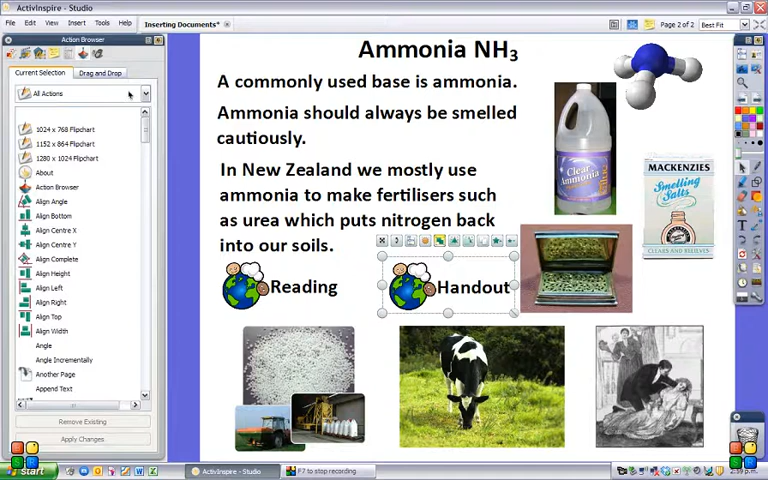 ActivInspire - Studio
File Edit View Insert Tools Help
Inserting Documents*
Page 2 of 2
Best Fit
Action Browser
Current Selection
Drag and Drop
All Actions
1024 x 768 Flipchart
1152 x 864 Flipchart
1280 x 1024 Flipchart
About
Action Browser
Align Angle
Align Bottom
Align Centre X
Align Centre Y
Align Complete
Align Height
Align Left
Align Right
Align Top
Align Width
Angle
Angle Incrementally
Another Page
Append Text
Remove Existing
Apply Changes
Ammonia NH3
A commonly used base is ammonia.
Ammonia should always be smelled
cautiously.
In New Zealand we mostly use
ammonia to make fertilisers such
as urea which puts nitrogen back
into our soils.
Reading
Handout
Clear
Ammonia
MACKENZIES
Smelling
Salts
CLEARS AND RELIEVES
start
ActivInspire - Studio
F7 to stop recording